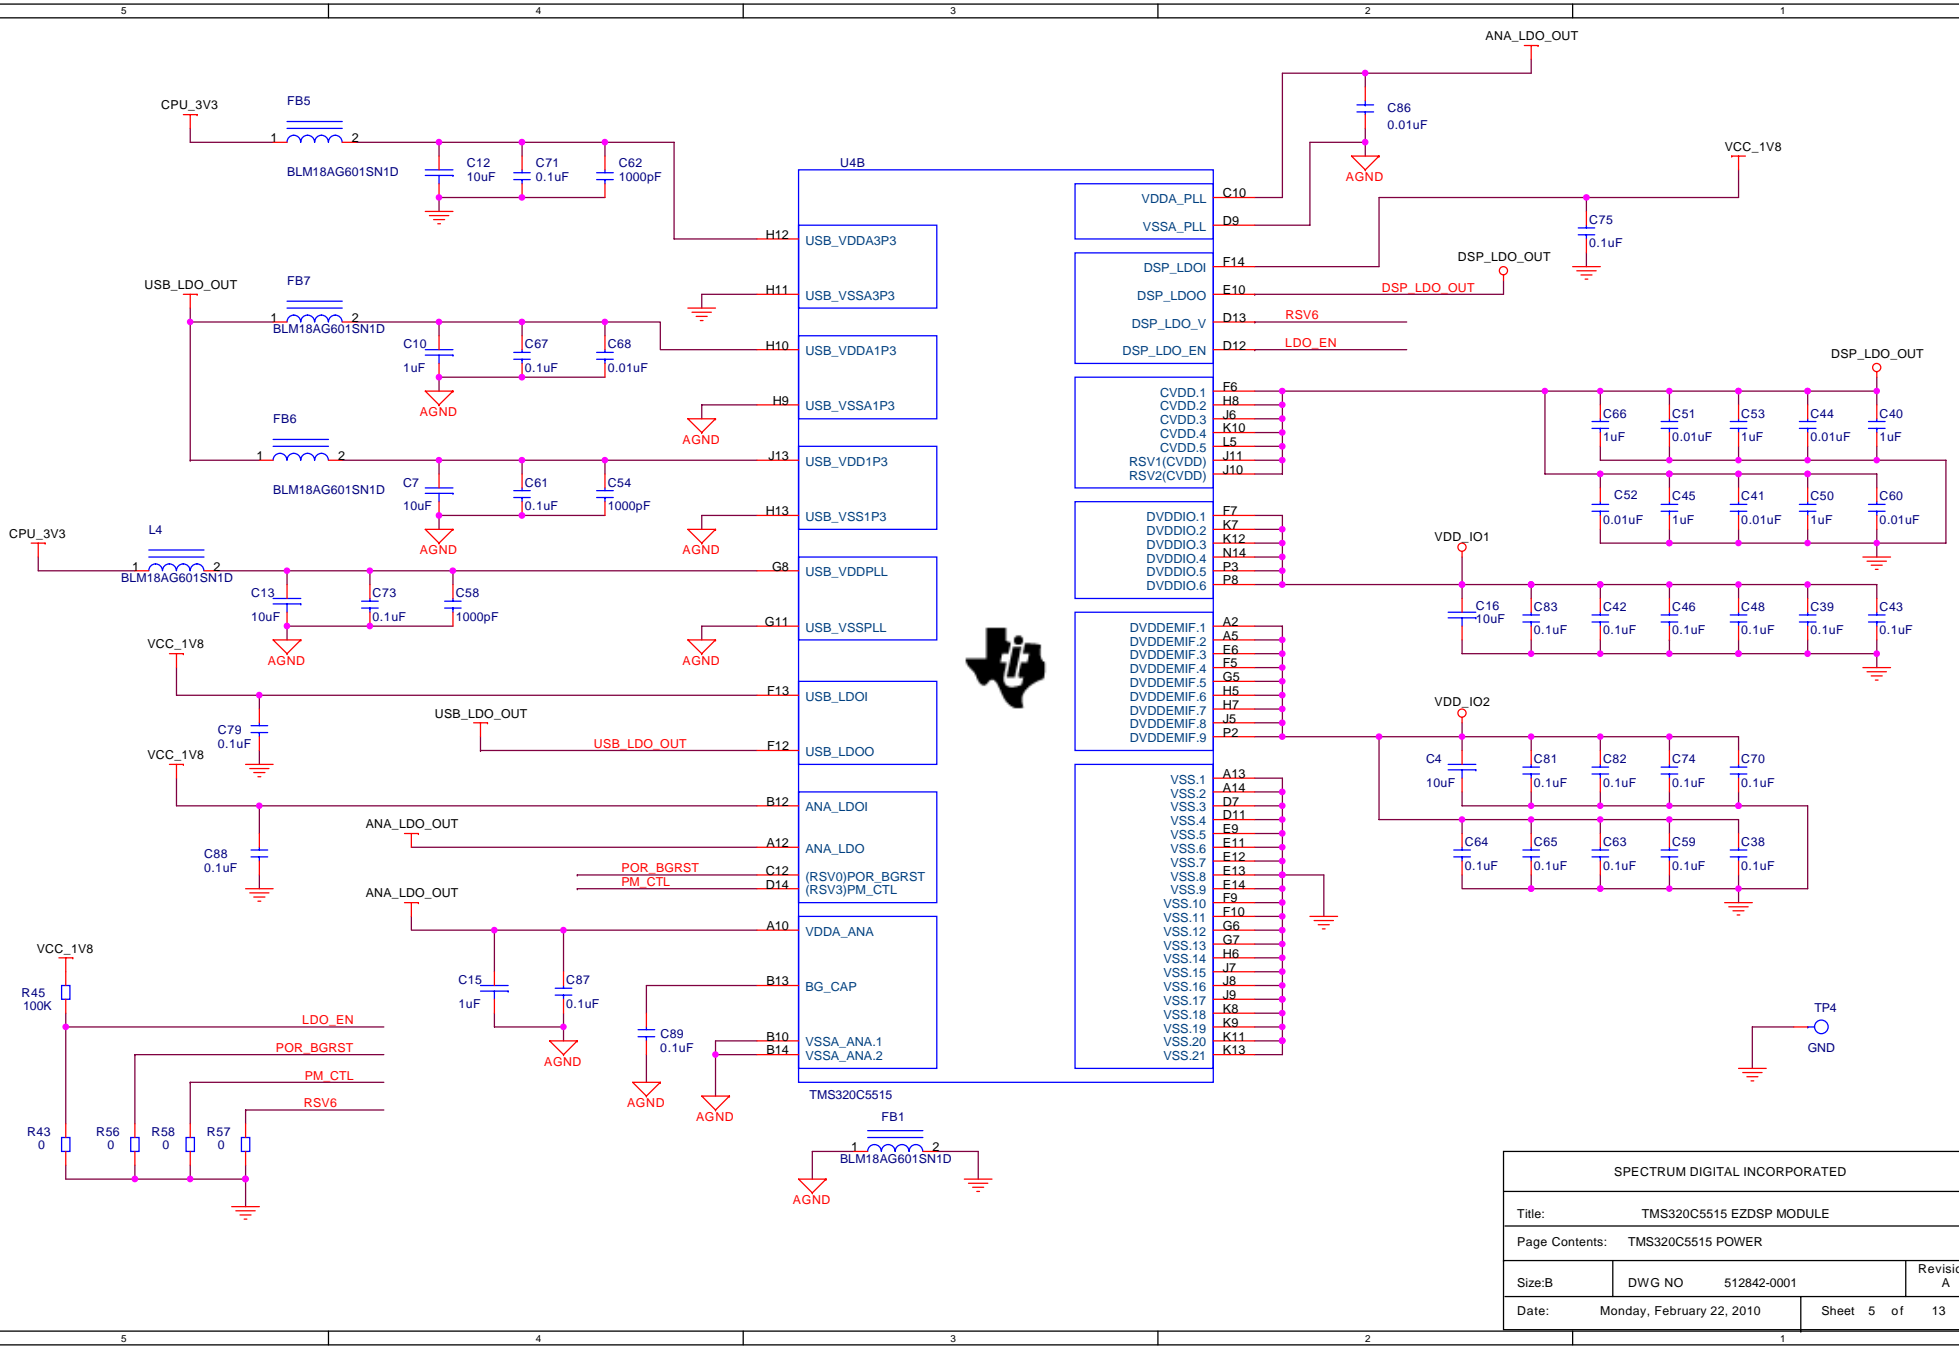 5 4 3 2 1
ANA_LDO_OUT
C86
0.01uF
AGND
VCC_1V8
C75
0.1uF
CPU_3V3
FB5
1 2
BLM18AG601SN1D
C12
10uF
C71
0.1uF
C62
1000pF
USB_LDO_OUT
FB7
1 2
BLM18AG601SN1D
C10
1uF
C67
0.1uF
C68
0.01uF
AGND
FB6
1 2
BLM18AG601SN1D
C7
10uF
C61
0.1uF
C54
1000pF
AGND
CPU_3V3
L4
1 2
BLM18AG601SN1D
C13
10uF
C73
0.1uF
C58
1000pF
AGND
VCC_1V8
C79
0.1uF
USB_LDO_OUT
USB_LDO_OUT
VCC_1V8
C88
0.1uF
ANA_LDO_OUT
POR_BGRST
PM_CTL
ANA_LDO_OUT
C15
1uF
C87
0.1uF
AGND
C89
0.1uF
AGND
AGND
AGND
AGND
AGND
AGND
U4B
H12 USB_VDDA3P3
H11 USB_VSSA3P3
H10 USB_VDDA1P3
H9 USB_VSSA1P3
J13 USB_VDD1P3
H13 USB_VSS1P3
G8 USB_VDDPLL
G11 USB_VSSPLL
F13 USB_LDOI
F12 USB_LDOO
B12 ANA_LDOI
A12 ANA_LDO
C12 (RSV0)POR_BGRST
D14 (RSV3)PM_CTL
A10 VDDA_ANA
B13 BG_CAP
B10 VSSA_ANA.1
B14 VSSA_ANA.2
TMS320C5515
VDDA_PLL C10
VSSA_PLL D9
DSP_LDOI F14
DSP_LDOO E10
DSP_LDO_V D13
DSP_LDO_EN D12
CVDD.1 F6
CVDD.2 H8
CVDD.3 J6
CVDD.4 K10
CVDD.5 L5
RSV1(CVDD) J11
RSV2(CVDD) J10
DVDDIO.1 F7
DVDDIO.2 K7
DVDDIO.3 K12
DVDDIO.4 N14
DVDDIO.5 P3
DVDDIO.6 P8
DVDDEMIF.1 A2
DVDDEMIF.2 A5
DVDDEMIF.3 E6
DVDDEMIF.4 F5
DVDDEMIF.5 G5
DVDDEMIF.6 H5
DVDDEMIF.7 H7
DVDDEMIF.8 J5
DVDDEMIF.9 P2
VSS.1 A13
VSS.2 A14
VSS.3 D7
VSS.4 D11
VSS.5 E9
VSS.6 E11
VSS.7 E12
VSS.8 E13
VSS.9 E14
VSS.10 F9
VSS.11 F10
VSS.12 G6
VSS.13 G7
VSS.14 H6
VSS.15 J7
VSS.16 J8
VSS.17 J9
VSS.18 K8
VSS.19 K9
VSS.20 K11
VSS.21 K13
DSP_LDO_OUT
DSP_LDO_OUT
RSV6
LDO_EN
DSP_LDO_OUT
C66
1uF
C51
0.01uF
C53
1uF
C44
0.01uF
C40
1uF
C52
0.01uF
C45
1uF
C41
0.01uF
C50
1uF
C60
0.01uF
VDD_IO1
C16
10uF
C83
0.1uF
C42
0.1uF
C46
0.1uF
C48
0.1uF
C39
0.1uF
C43
0.1uF
VDD_IO2
C4
10uF
C81
0.1uF
C82
0.1uF
C74
0.1uF
C70
0.1uF
C64
0.1uF
C65
0.1uF
C63
0.1uF
C59
0.1uF
C38
0.1uF
VCC_1V8
R45
100K
LDO_EN
POR_BGRST
PM_CTL
RSV6
R43
0
R56
0
R58
0
R57
0
FB1
1 2
BLM18AG601SN1D
AGND
TP4
GND
SPECTRUM DIGITAL INCORPORATED
Title: TMS320C5515 EZDSP MODULE
Page Contents: TMS320C5515 POWER
Size:B DWG NO 512842-0001 Revisio
A
Date: Monday, February 22, 2010 Sheet 5 of 13
5 4 3 2 1